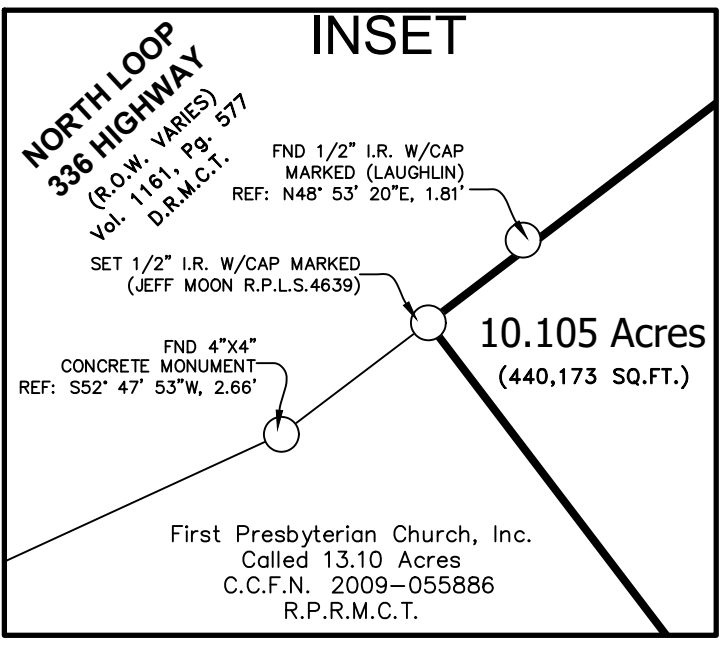 INSET
NORTH LOOP
336 HIGHWAY
(R.O.W. VARIES)
Vol. 1161, Pg. 577
D.R.M.C.T.
FND 1/2" I.R. W/CAP
MARKED (LAUGHLIN)
REF: N48° 53' 20"E, 1.81'
SET 1/2" I.R. W/CAP MARKED
(JEFF MOON R.P.L.S.4639)
10.105 Acres
(440,173 SQ.FT.)
FND 4"X4"
CONCRETE MONUMENT
REF: S52° 47' 53"W, 2.66'
First Presbyterian Church, Inc.
Called 13.10 Acres
C.C.F.N. 2009-055886
R.P.R.M.C.T.